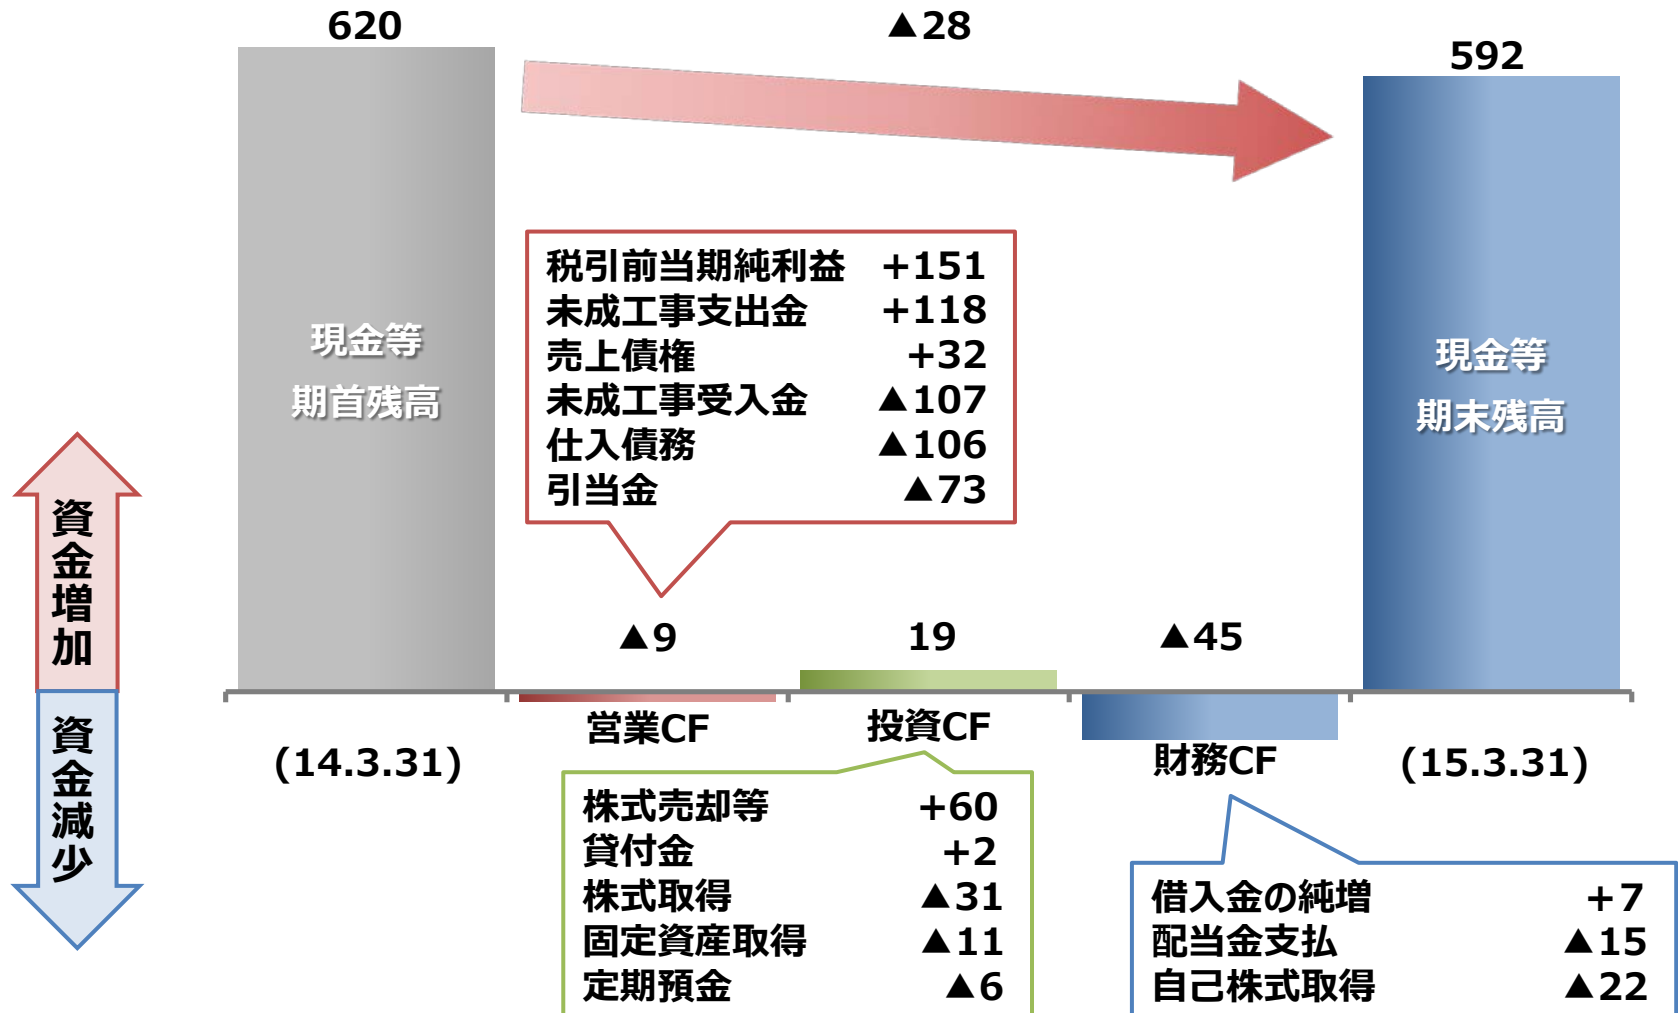 620
▲28
592
現金等
期首残高
現金等
期末残高
税引前当期純利益 +151
未成工事支出金 +118
売上債権 +32
未成工事受入金 ▲107
仕入債務 ▲106
引当金 ▲73
資金増加
資金減少
▲9
19
▲45
営業CF
投資CF
財務CF
(14.3.31)
(15.3.31)
株式売却等 +60
貸付金 +2
株式取得 ▲31
固定資産取得 ▲11
定期預金 ▲6
借入金の純増 +7
配当金支払 ▲15
自己株式取得 ▲22